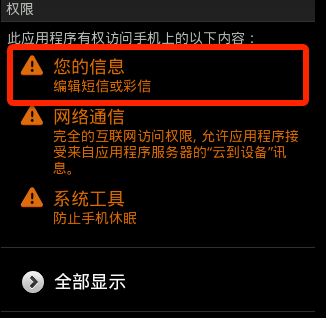 权限
此应用程序有权访问手机上的以下内容：
您的信息
编辑短信或彩信
网络通信
完全的互联网访问权限, 允许应用程序接
受来自应用程序服务器的“云到设备”讯
息。
系统工具
防止手机休眠
全部显示